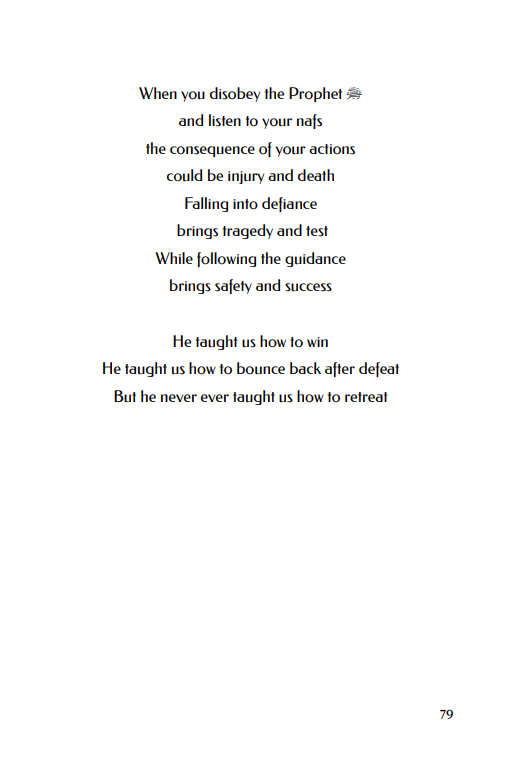 When you disobey the Prophet ﷺ
and listen to your nafs
the consequence of your actions
could be injury and death
Falling into defiance
brings tragedy and test
While following the guidance
brings safety and success
He taught us how to win
He taught us how to bounce back after defeat
But he never ever taught us how to retreat
79